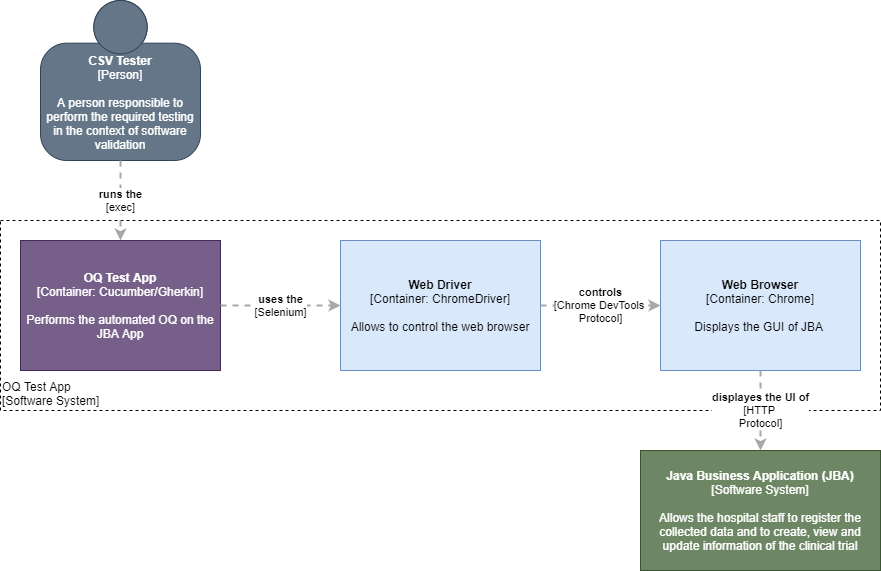 CSV Tester
[Person]
A person responsible to
perform the required testing
in the context of software
validation
runs the
[exec]
OQ Test App
[Container: Cucumber/Gherkin]
Performs the automated OQ on the
JBA App
uses the
[Selenium]
Web Driver
[Container: ChromeDriver]
Allows to control the web browser
controls
[Chrome DevTools
Protocol]
Web Browser
[Container: Chrome]
Displays the GUI of JBA
OQ Test App
[Software System]
displayes the UI of
[HTTP
Protocol]
Java Business Application (JBA)
[Software System]
Allows the hospital staff to register the
collected data and to create, view and
update information of the clinical trial